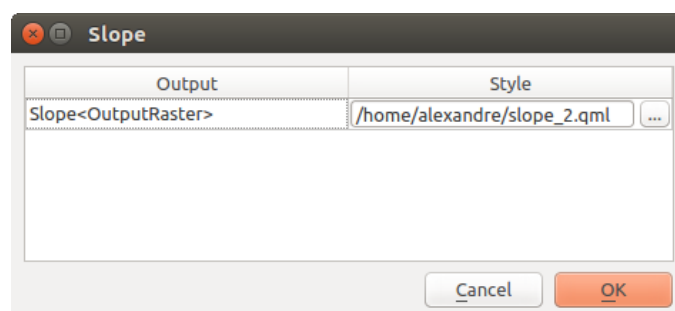 Slope
Output Style
Slope<OutputRaster> /home/alexandre/slope_2.qml ...
Cancel OK